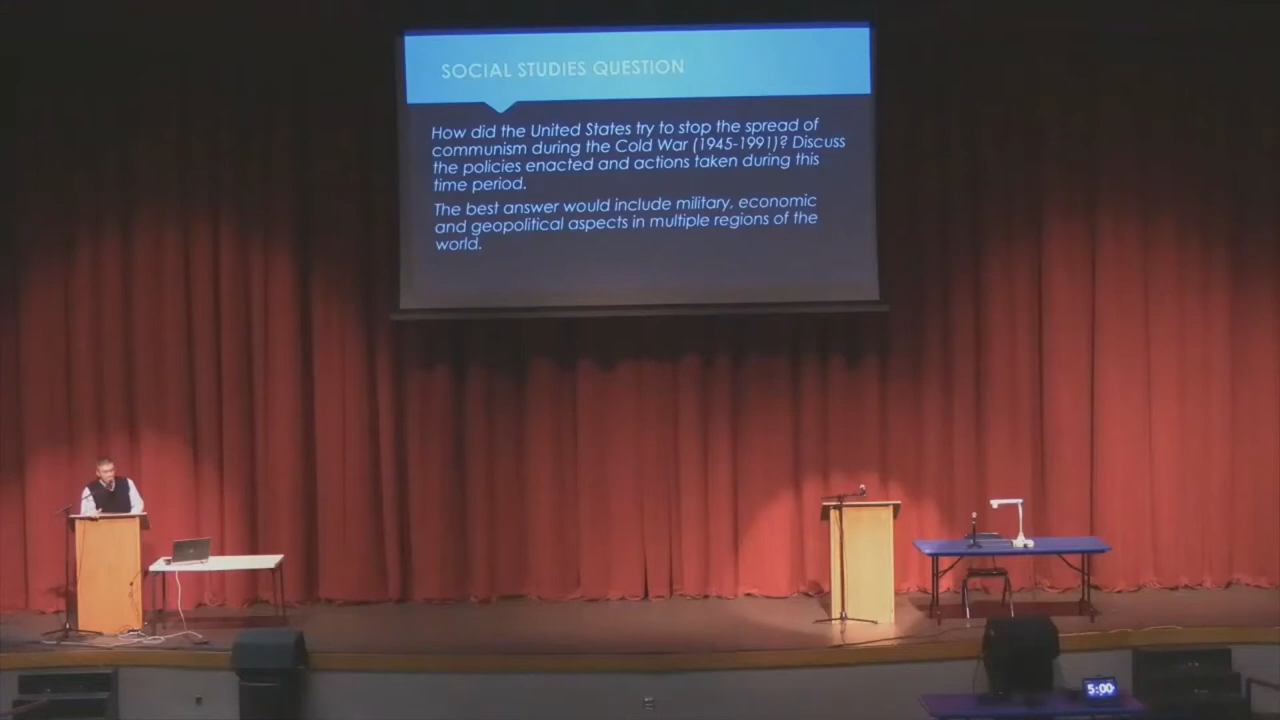 SOCIAL STUDIES QUESTION
How did the United States try to stop the spread of
communism during the Cold War (1945-1991)? Discuss
the policies enacted and actions taken during this
time period.
The best answer would include military, economic
and geopolitical aspects in multiple regions of the
world.
5:00